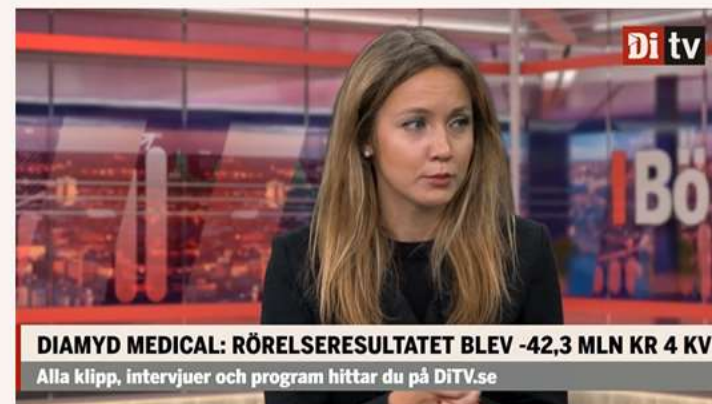 Di tv
Bö
DIAMYD MEDICAL: RÖRELSERESULTATET BLEV -42,3 MLN KR 4 KV
Alla klipp, intervjuer och program hittar du på DiTV.se